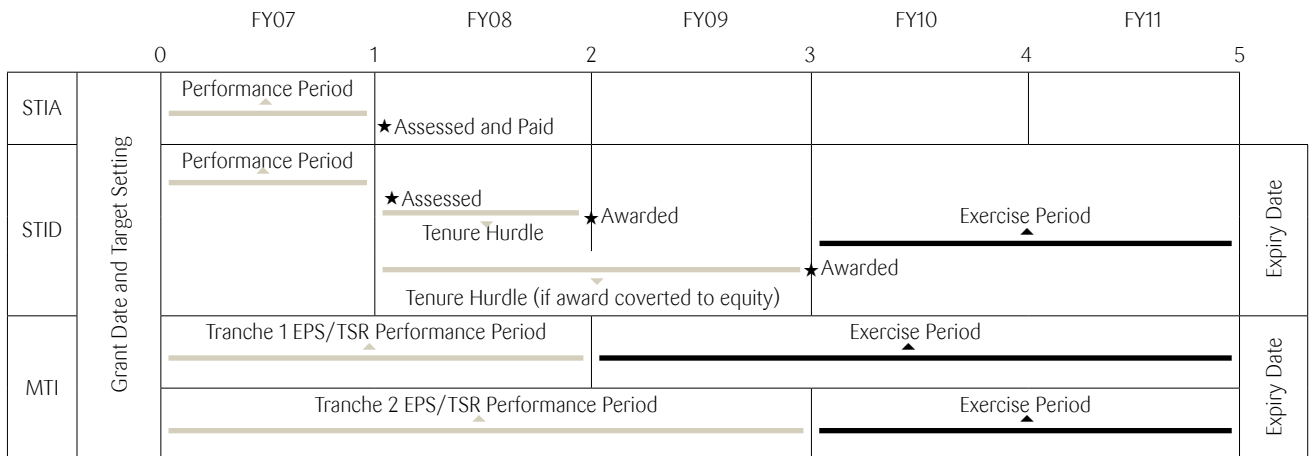 FY07 FY08 FY09 FY10 FY11
0 1 2 3 4 5
Grant Date and Target Setting
STIA
Performance Period
★Assessed and Paid
STID
Performance Period
★Assessed
Tenure Hurdle
★Awarded
Tenure Hurdle (if award coverted to equity)
★Awarded
Exercise Period
Expiry Date
MTI
Tranche 1 EPS/TSR Performance Period
Exercise Period
Tranche 2 EPS/TSR Performance Period
Exercise Period
Expiry Date